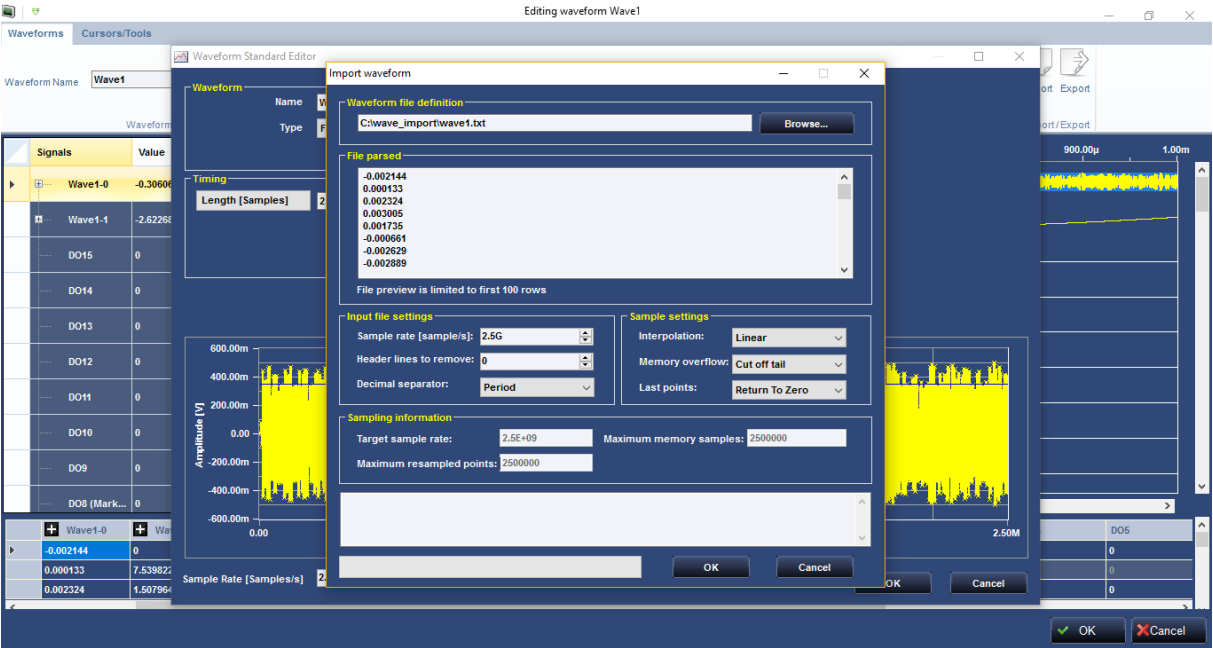 Editing waveform Wave1
Waveforms Cursors/Tools
Waveform Name Wave1
Waveform
Export
ort/Export
Signals Value
Wave1-0 -0.30606
Wave1-1 -2.62268
DO15 0
DO14 0
DO13 0
DO12 0
DO11 0
DO10 0
DO9 0
DO8 (Mark... 0
900.00µ 1.00m
Waveform Standard Editor
Waveform
Name
Type
Timing
Length [Samples]
600.00m
400.00m
200.00m
0.00
-200.00m
-400.00m
-600.00m
Amplitude [V]
0.00 2.50M
Sample Rate [Samples/s] 2.
OK Cancel
Import waveform
Waveform file definition
C:\wave_import\wave1.txt Browse...
File parsed
-0.002144
0.000133
0.002324
0.003005
0.001735
-0.000661
-0.002629
-0.002889
File preview is limited to first 100 rows
Input file settings
Sample rate [sample/s]: 2.5G
Header lines to remove: 0
Decimal separator: Period
Sample settings
Interpolation: Linear
Memory overflow: Cut off tail
Last points: Return To Zero
Sampling information
Target sample rate: 2.5E+09 Maximum memory samples: 2500000
Maximum resampled points: 2500000
OK Cancel
Wave1-0 Wav DO5
-0.002144 0 0
0.000133 7.539822 0
0.002324 1.507964 0
OK Cancel